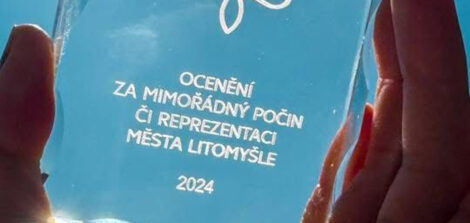 OCENĚNÍ
ZA MIMOŘÁDNÝ POČIN
ČI REPREZENTACI
MĚSTA LITOMYŠLE
2024